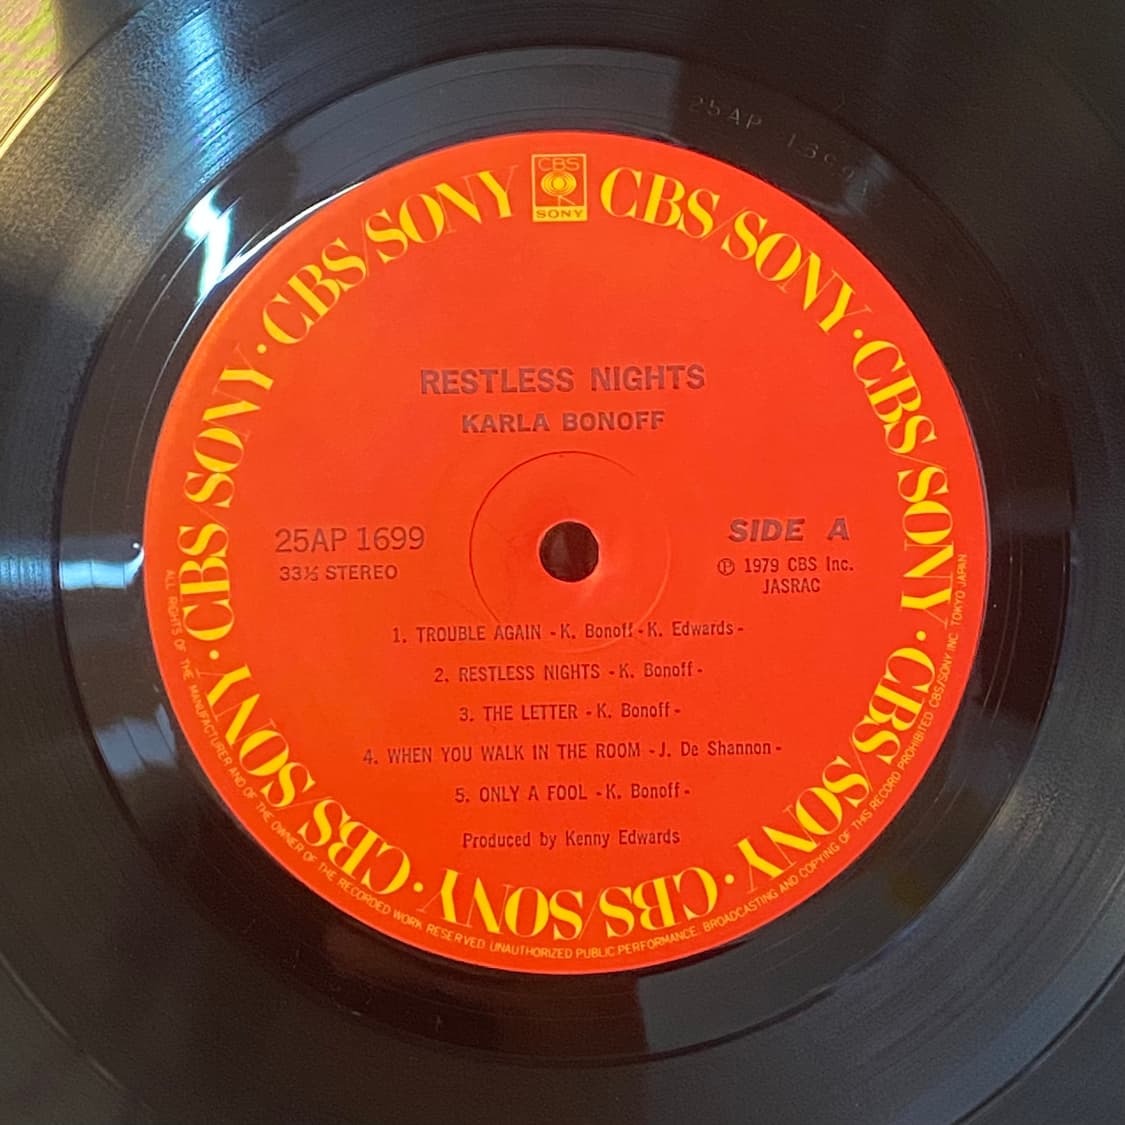 25AP 1699
CBS
SONY
CBS/SONY · CBS/SONY · CBS/SONY · CBS/SONY · CBS/SONY · CBS/SONY · CBS/SONY · CBS/SONY
RESTLESS NIGHTS
KARLA BONOFF
25AP 1699
33⅓ STEREO
SIDE A
Ⓟ 1979 CBS Inc.
JASRAC
1. TROUBLE AGAIN - K. Bonoff - K. Edwards -
2. RESTLESS NIGHTS - K. Bonoff -
3. THE LETTER - K. Bonoff -
4. WHEN YOU WALK IN THE ROOM - J. De Shannon -
5. ONLY A FOOL - K. Bonoff -
Produced by Kenny Edwards
ALL RIGHTS OF THE MANUFACTURER AND OF THE OWNER OF THE RECORDED WORK RESERVED. UNAUTHORIZED PUBLIC PERFORMANCE. BROADCASTING AND COPYING OF THIS RECORD PROHIBITED CBS/SONY INC. TOKYO JAPAN